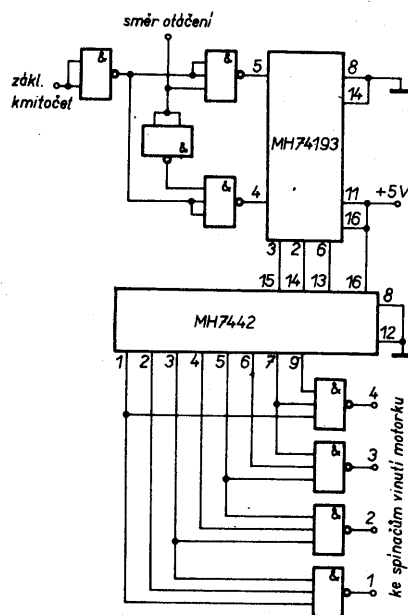 směr otáčení
zákl.
kmitočet
&
&
&
&
5
4
8
14
MH74193
11
16
+5V
3 2 6
15 14 13 16
MH7442
8
12
1 2 3 4 5 6 7 9
&
4
&
3
&
2
&
1
ke spínačům vinutí motorku